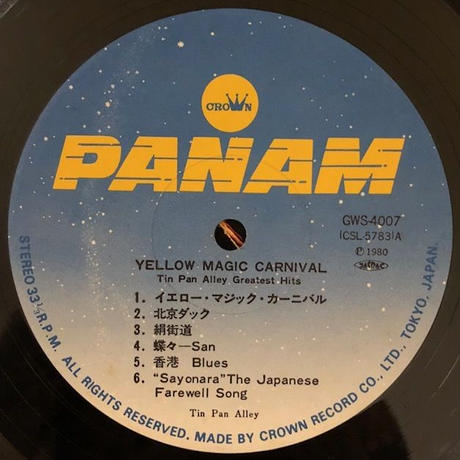 CROWN
PANAM
GWS-4007
(CSL-5783)A
Ⓟ1980
YELLOW MAGIC CARNIVAL
Tin Pan Alley Greatest Hits
1. イエロー・マジック・カーニバル
2. 北京ダック
3. 絹街道
4. 蝶々—San
5. 香港 Blues
6. “Sayonara” The Japanese
Farewell Song
Tin Pan Alley
STEREO 33⅓ R.P.M. ALL RIGHTS RESERVED. MADE BY CROWN RECORD CO., LTD., TOKYO, JAPAN.